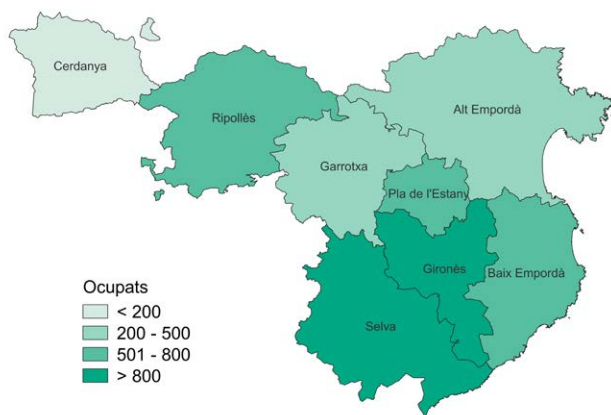 Cerdanya
Ripollès
Alt Empordà
Garrotxa
Pla de l'Estany
Gironès
Baix Empordà
Selva
Ocupats
< 200
200 - 500
501 - 800
> 800